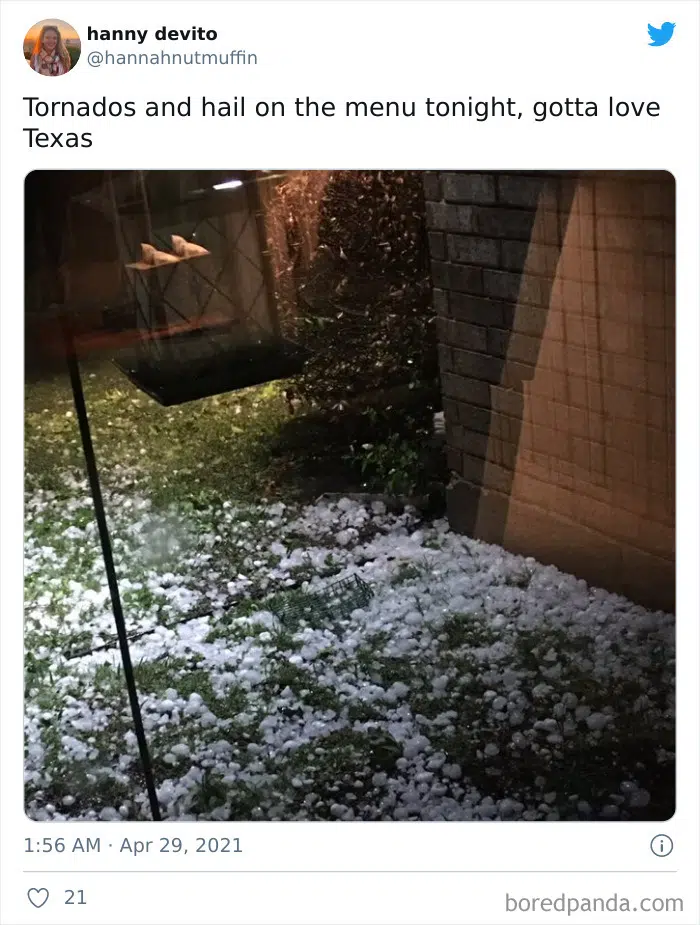 hanny devito
@hannahnutmuffin
Tornados and hail on the menu tonight, gotta love
Texas
1:56 AM · Apr 29, 2021
21
boredpanda.com